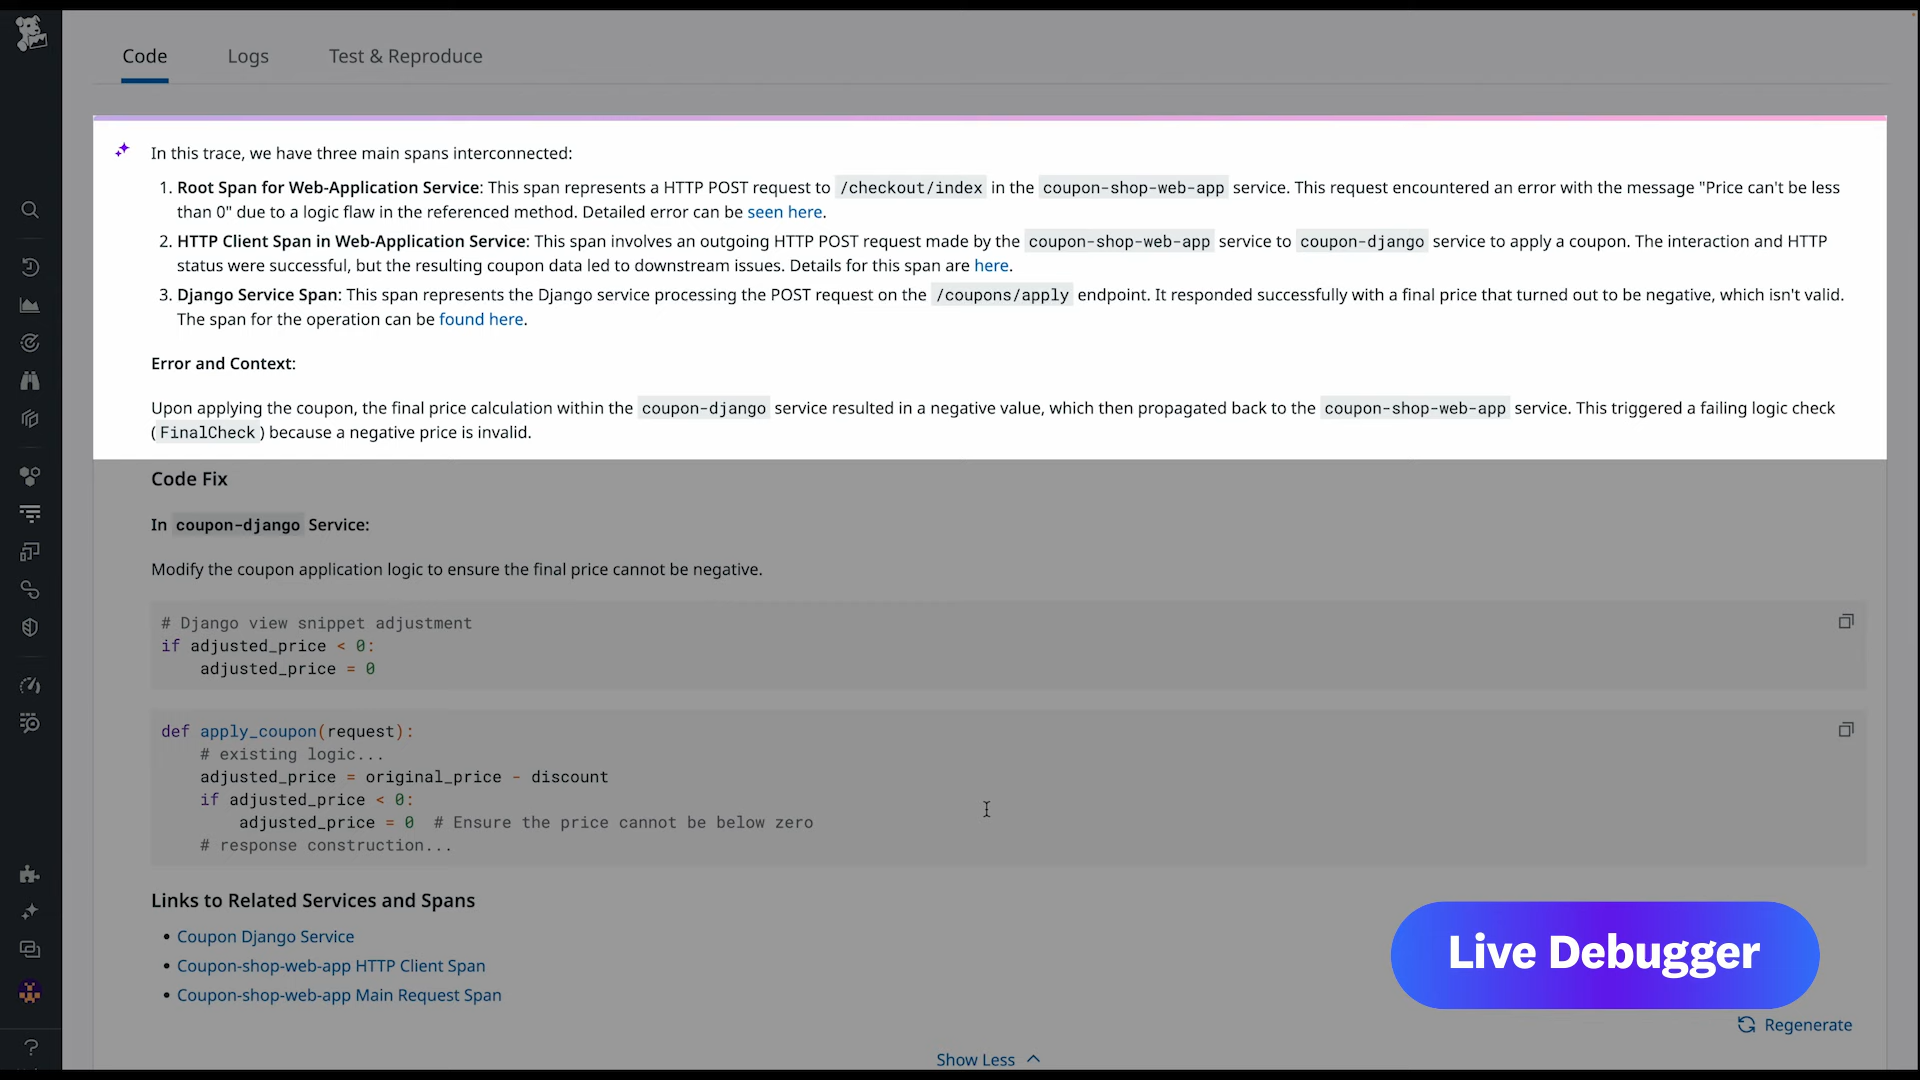 Code Logs Test & Reproduce
In this trace, we have three main spans interconnected:
1. Root Span for Web-Application Service: This span represents a HTTP POST request to /checkout/index in the coupon-shop-web-app service. This request encountered an error with the message "Price can't be less
than 0" due to a logic flaw in the referenced method. Detailed error can be seen here.
2. HTTP Client Span in Web-Application Service: This span involves an outgoing HTTP POST request made by the coupon-shop-web-app service to coupon-django service to apply a coupon. The interaction and HTTP
status were successful, but the resulting coupon data led to downstream issues. Details for this span are here.
3. Django Service Span: This span represents the Django service processing the POST request on the /coupons/apply endpoint. It responded successfully with a final price that turned out to be negative, which isn't valid.
The span for the operation can be found here.
Error and Context:
Upon applying the coupon, the final price calculation within the coupon-django service resulted in a negative value, which then propagated back to the coupon-shop-web-app service. This triggered a failing logic check
(FinalCheck) because a negative price is invalid.
Code Fix
In coupon-django Service:
Modify the coupon application logic to ensure the final price cannot be negative.
# Django view snippet adjustment
if adjusted_price < 0:
    adjusted_price = 0
def apply_coupon(request):
    # existing logic...
    adjusted_price = original_price - discount
    if adjusted_price < 0:
        adjusted_price = 0  # Ensure the price cannot be below zero
    # response construction...
Links to Related Services and Spans
• Coupon Django Service
• Coupon-shop-web-app HTTP Client Span
• Coupon-shop-web-app Main Request Span
Live Debugger
Regenerate
Show Less